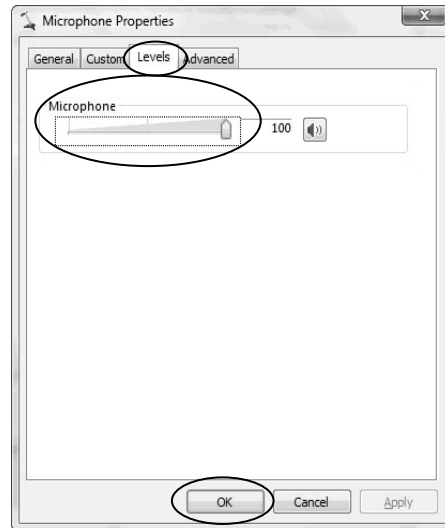 Microphone Properties
X
General Custom Levels Advanced
Microphone
100
OK Cancel Apply